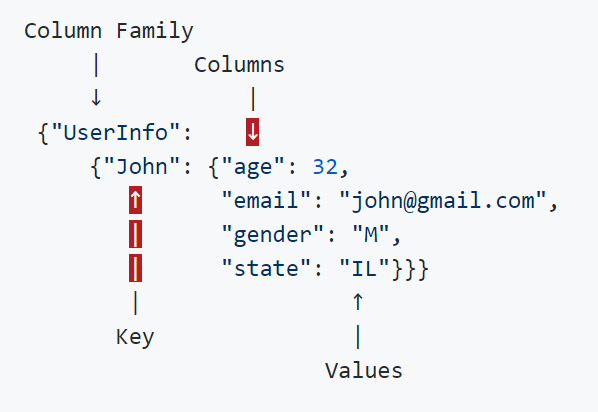 Column Family
|       Columns
↓           |
{"UserInfo":    ↓
{"John": {"age": 32,
↑      "email": "john@gmail.com",
|      "gender": "M",
|      "state": "IL"}}}
|                ↑
Key               |
Values